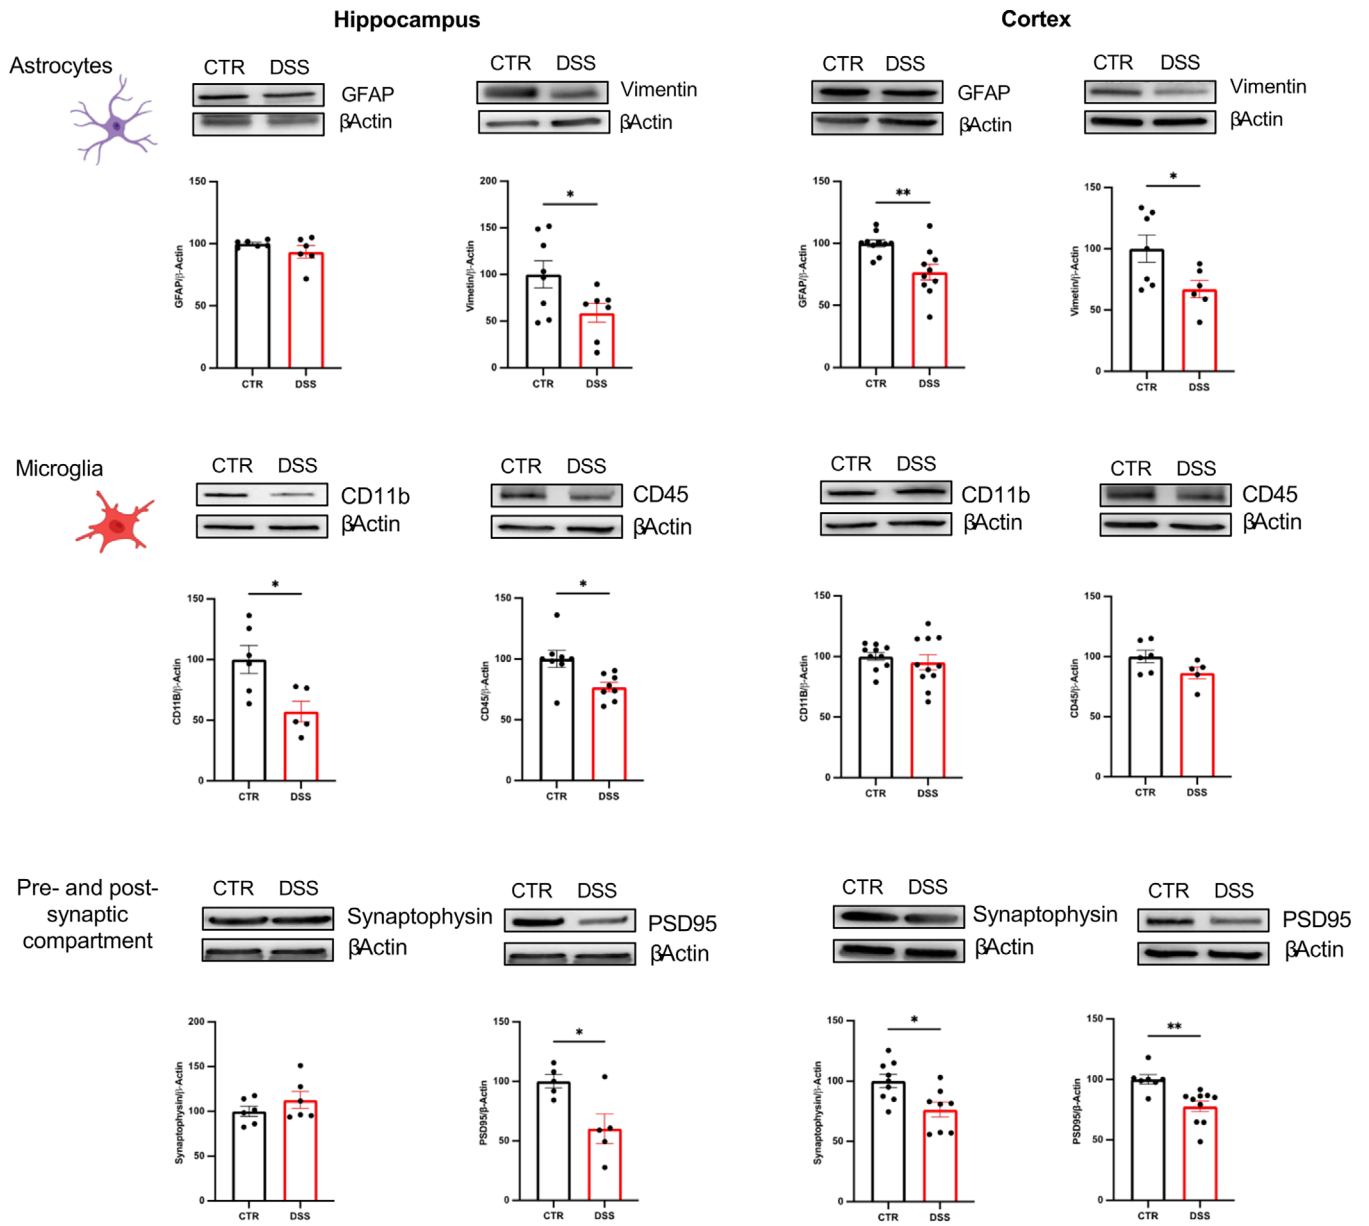 Hippocampus Cortex
Astrocytes
CTR DSS
GFAP
βActin
CTR DSS
Vimentin
βActin
CTR DSS
GFAP
βActin
CTR DSS
Vimentin
βActin
150
100
50
0
GFAP/β-Actin
CTR DSS
200
150
100
50
0
Vimetin/β-Actin
*
CTR DSS
150
100
50
0
GFAP/β-Actin
**
CTR DSS
150
100
50
0
Vimetin/β-Actin
*
CTR DSS
Microglia
CTR DSS
CD11b
βActin
CTR DSS
CD45
βActin
CTR DSS
CD11b
βActin
CTR DSS
CD45
βActin
150
100
50
0
CD11B/β-Actin
*
CTR DSS
150
100
50
0
CD45/β-Actin
*
CTR DSS
150
100
50
0
CD11B/β-Actin
CTR DSS
150
100
50
0
CD45/β-Actin
CTR DSS
Pre- and post-
synaptic
compartment
CTR DSS
Synaptophysin
βActin
CTR DSS
PSD95
βActin
CTR DSS
Synaptophysin
βActin
CTR DSS
PSD95
βActin
200
150
100
50
0
Synaptophysin/β-Actin
CTR DSS
150
100
50
0
PSD95/β-Actin
*
CTR DSS
150
100
50
0
Synaptophysin/β-Actin
*
CTR DSS
150
100
50
0
PSD95/β-Actin
**
CTR DSS